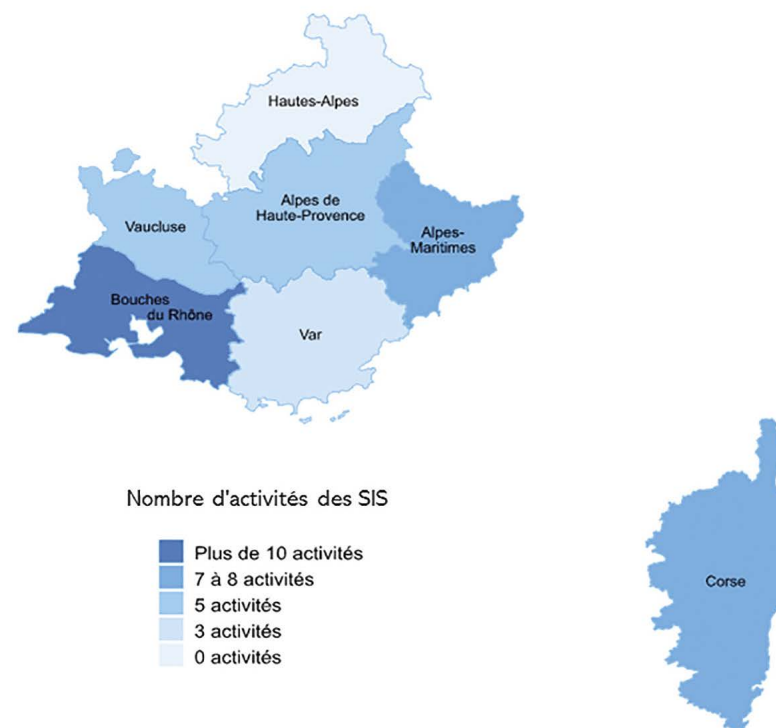 Hautes-Alpes
Alpes de
Haute-Provence
Vaucluse
Alpes-
Maritimes
Bouches
du Rhône
Var
Nombre d'activités des SIS
Plus de 10 activités
7 à 8 activités
5 activités
3 activités
0 activités
Corse